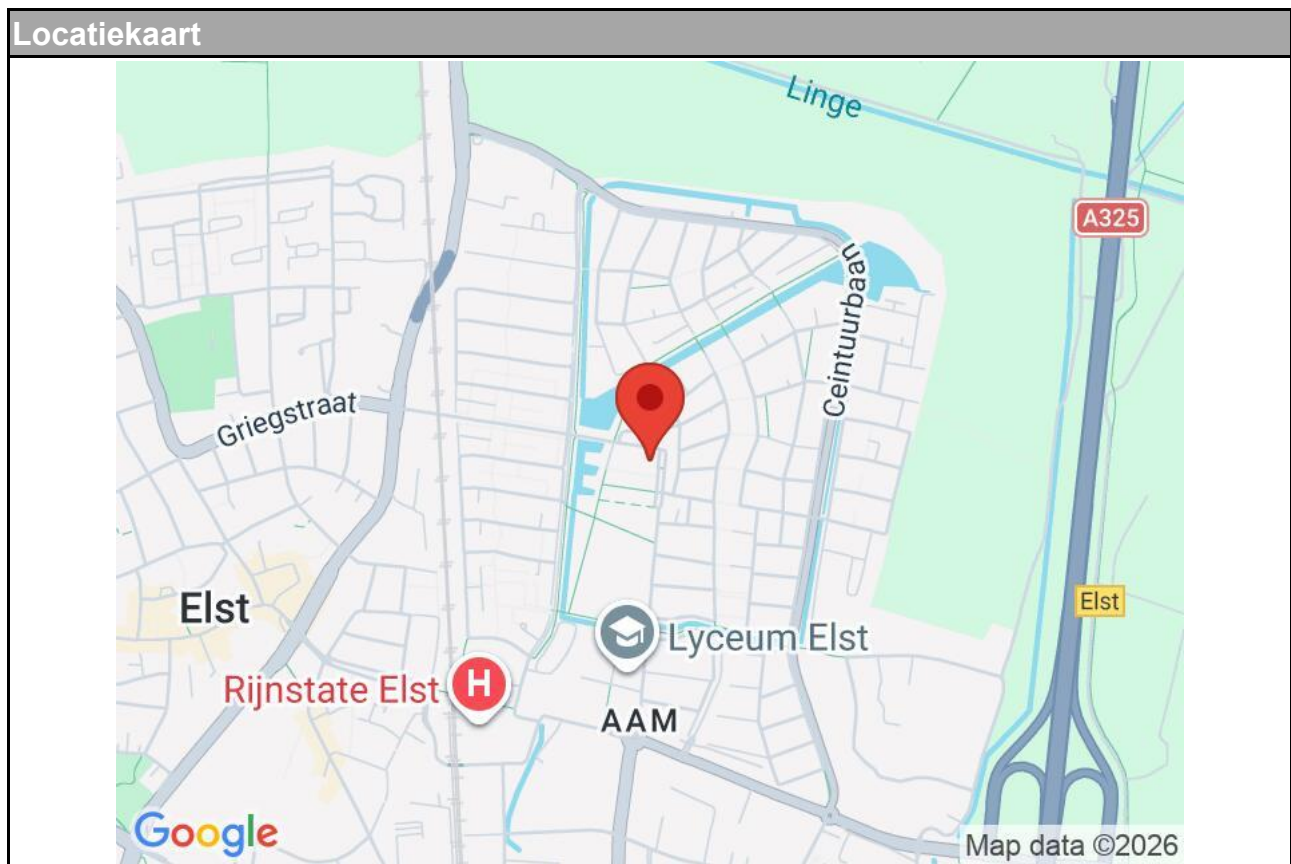 Locatiekaart
Linge
A325
Ceintuurbaan
Griegstraat
Elst
Elst
Lyceum Elst
Rijnstate Elst H
AAM
Google
Map data ©2026